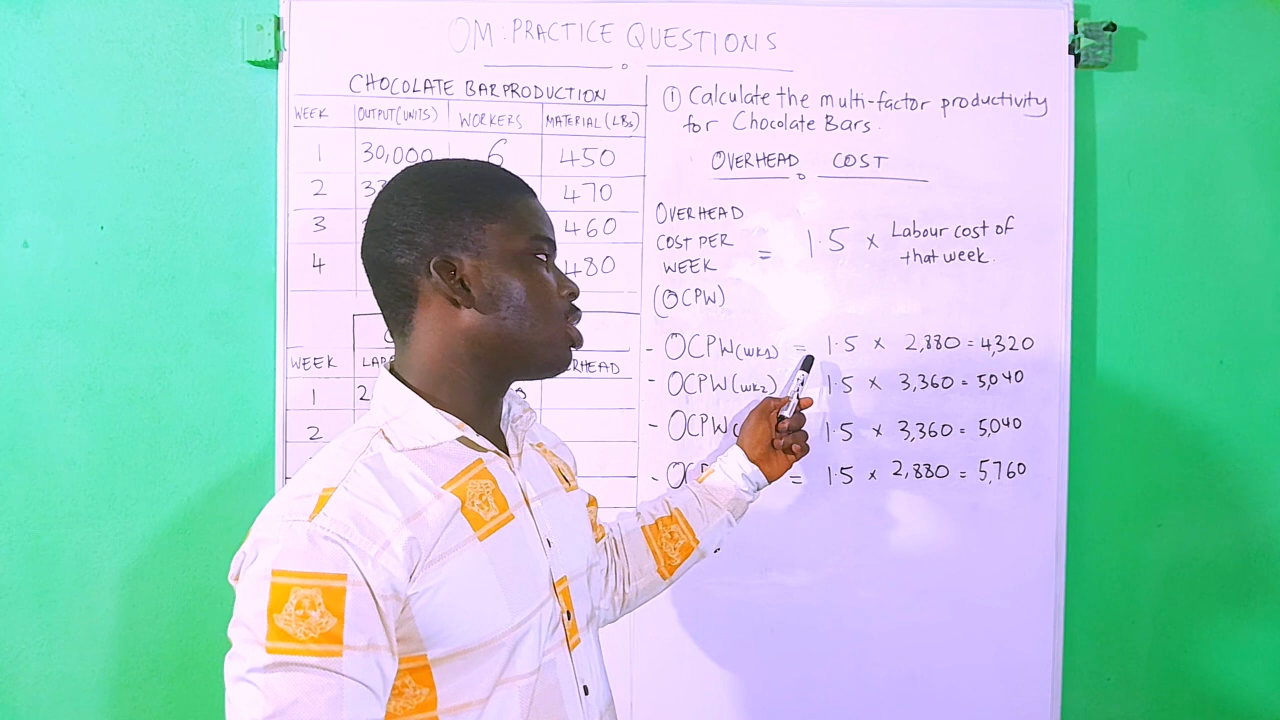 OM: PRACTICE QUESTIONS
CHOCOLATE BAR PRODUCTION
WEEK OUTPUT(UNITS) WORKERS MATERIAL (LBs)
1 30,000 6 450
2 470
3 460
4 480
WEEK
1 2
2
① Calculate the multi-factor productivity
for Chocolate Bars.
OVERHEAD COST
OVERHEAD
COST PER
WEEK
(OCPW)
= 1.5 × Labour cost of
that week.
- OCPW(wk1) = 1.5 × 2,880 = 4,320
- OCPW(wk2) 1.5 × 3,360 = 5,040
- OCPW 1.5 × 3,360 = 5,040
- = 1.5 × 2,880 = 5,760